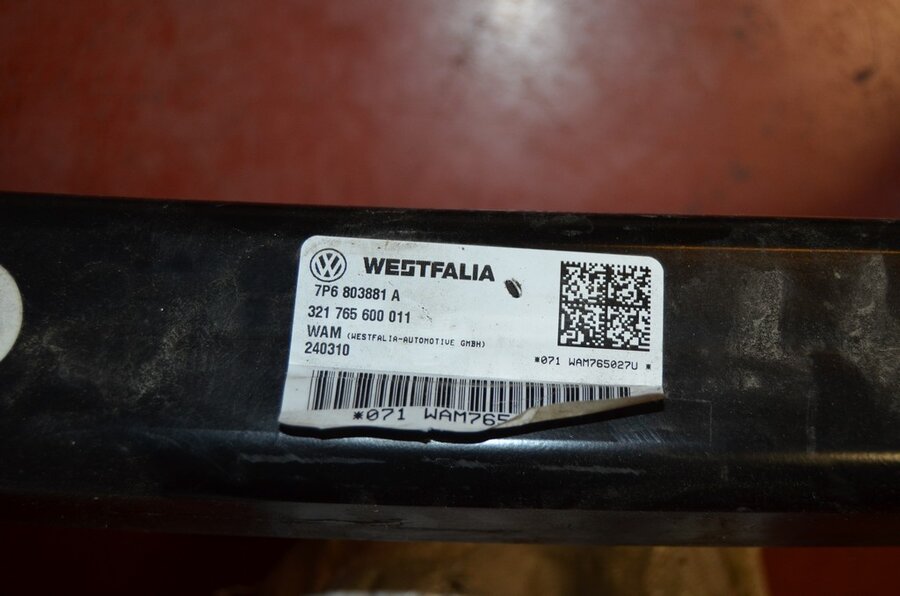 WESTFALIA
7P6 803881 A
321 765 600 011
WAM (WESTFALIA-AUTOMOTIVE GMBH)
240310
*071 WAM765027U *
*071 WAM765